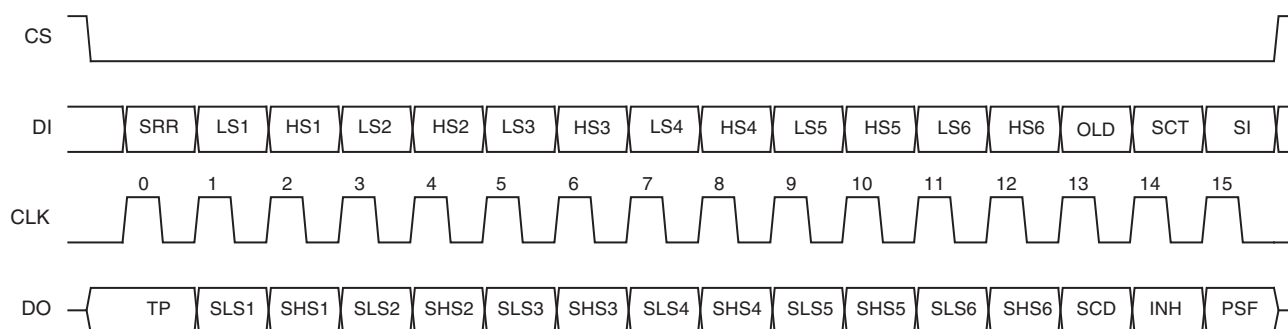 CS
DI SRR LS1 HS1 LS2 HS2 LS3 HS3 LS4 HS4 LS5 HS5 LS6 HS6 OLD SCT SI
0 1 2 3 4 5 6 7 8 9 10 11 12 13 14 15
CLK
DO TP SLS1 SHS1 SLS2 SHS2 SLS3 SHS3 SLS4 SHS4 SLS5 SHS5 SLS6 SHS6 SCD INH PSF